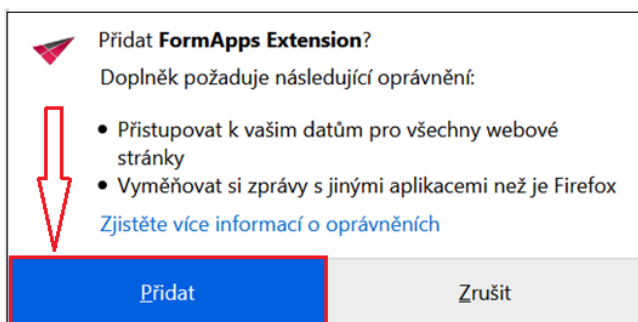 Přidat FormApps Extension?
Doplněk požaduje následující oprávnění:
• Přistupovat k vašim datům pro všechny webové
stránky
• Vyměňovat si zprávy s jinými aplikacemi než je Firefox
Zjistěte více informací o oprávněních
Přidat
Zrušit